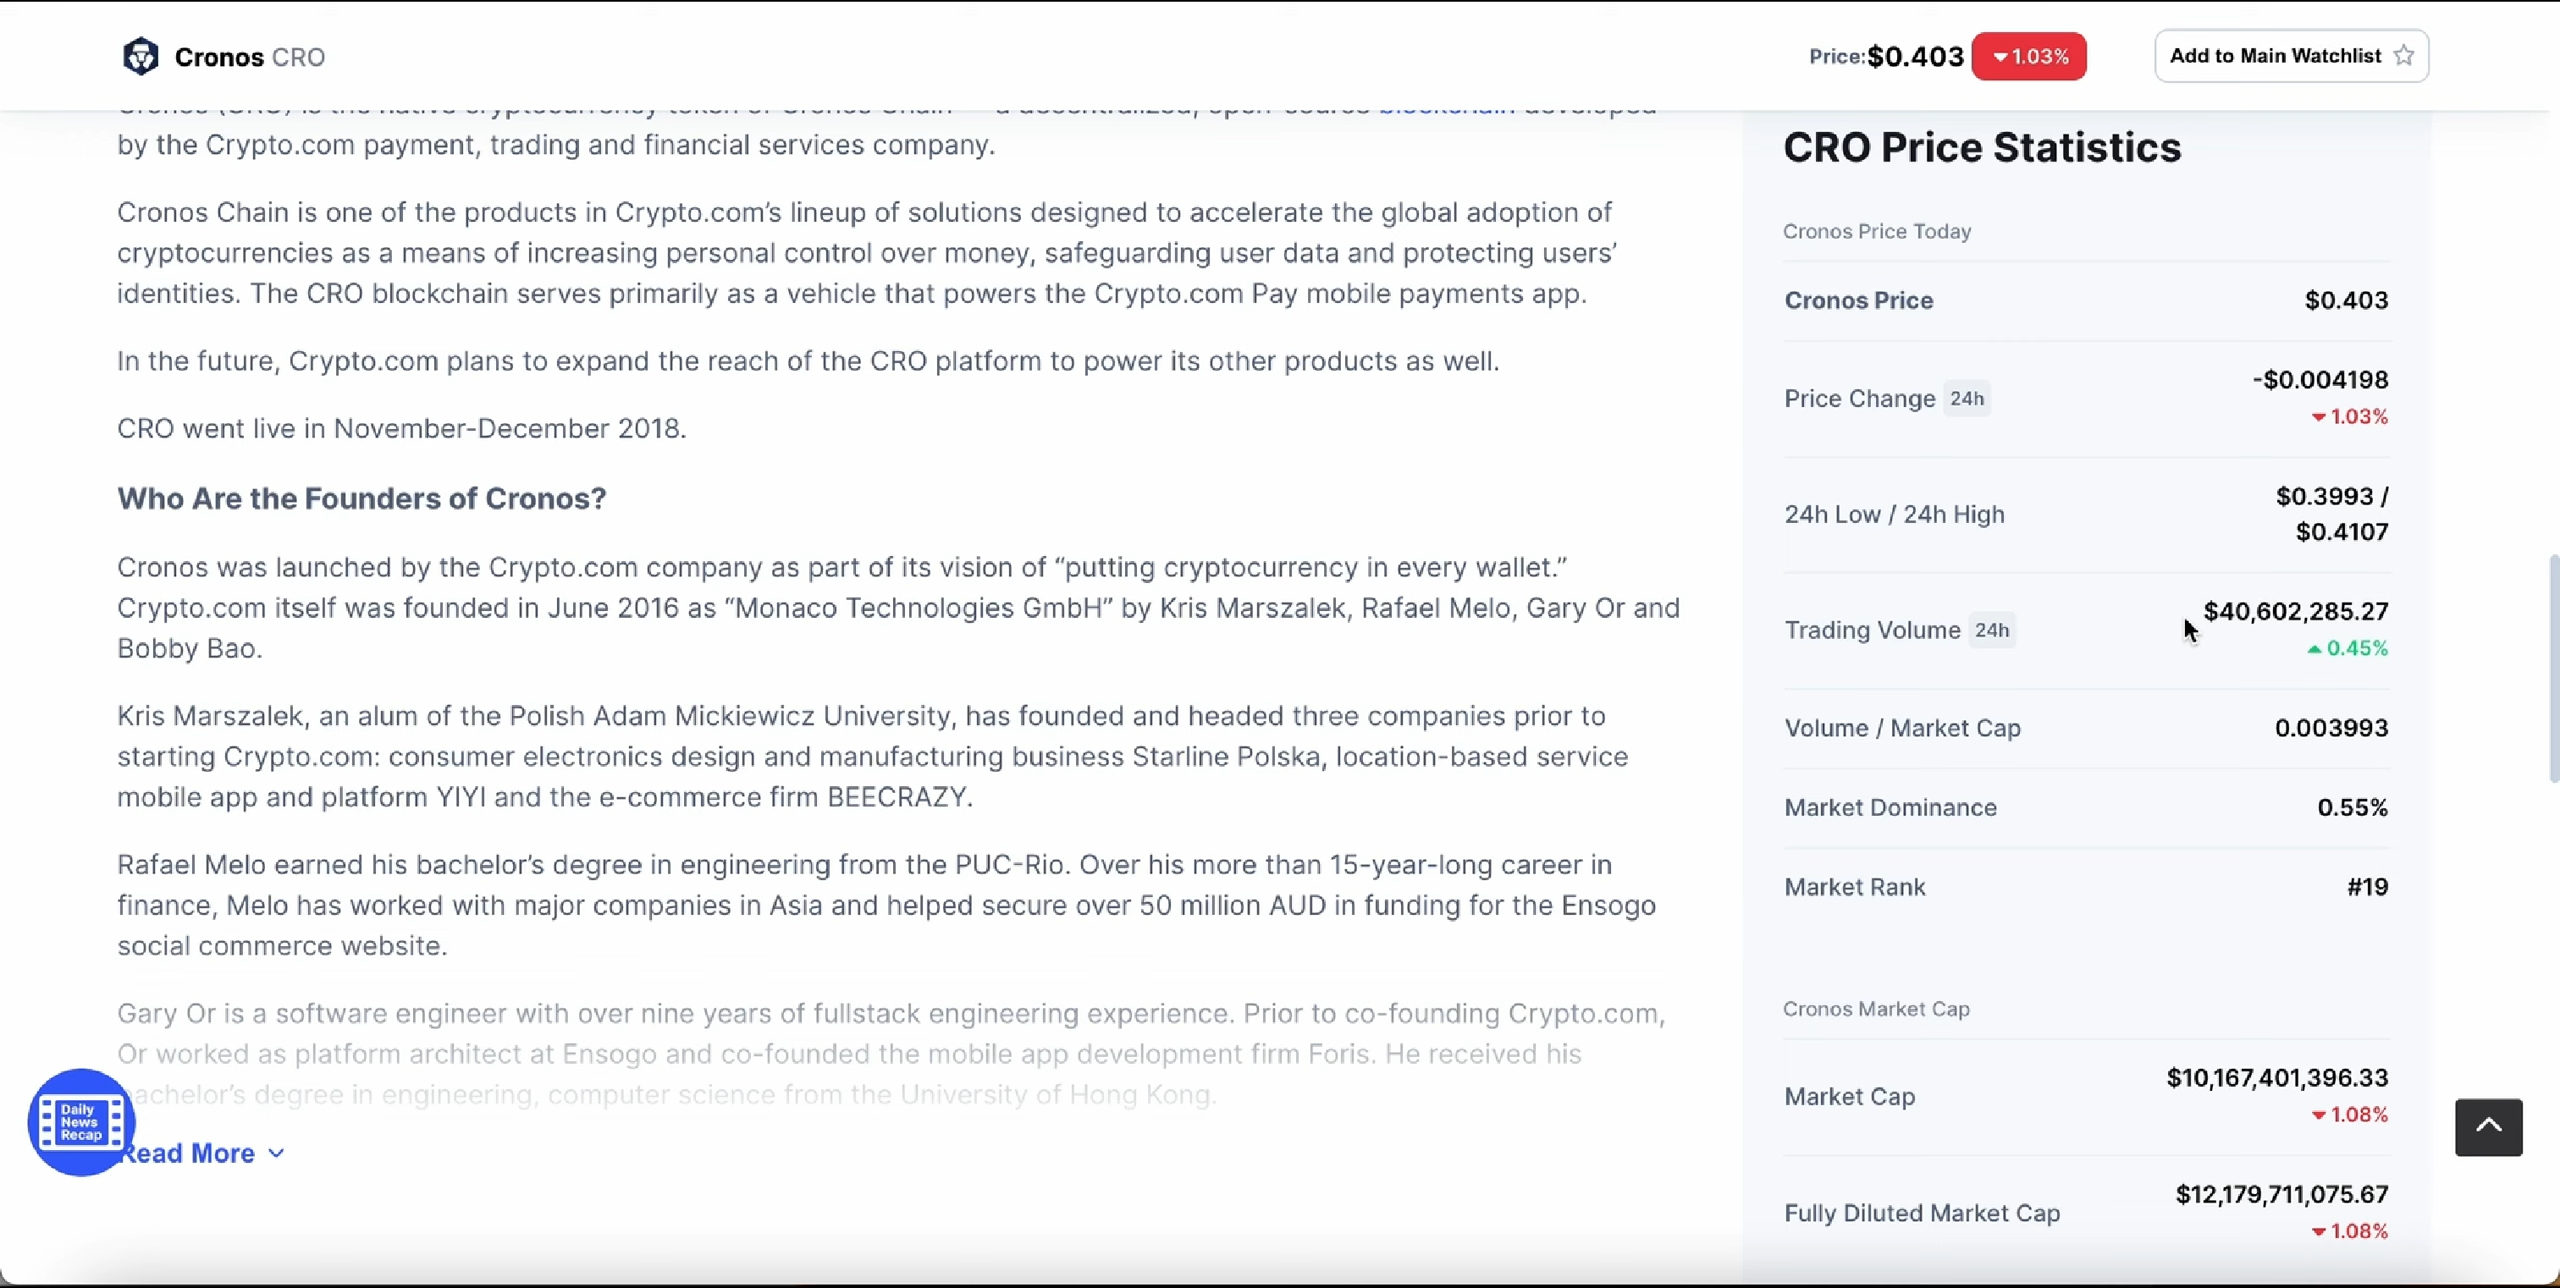 Cronos CRO
Price:$0.403 1.03%
Add to Main Watchlist
Cronos (CRO) is the native cryptocurrency token of Cronos Chain — a decentralized, open-source blockchain developed
by the Crypto.com payment, trading and financial services company.
Cronos Chain is one of the products in Crypto.com’s lineup of solutions designed to accelerate the global adoption of
cryptocurrencies as a means of increasing personal control over money, safeguarding user data and protecting users’
identities. The CRO blockchain serves primarily as a vehicle that powers the Crypto.com Pay mobile payments app.
In the future, Crypto.com plans to expand the reach of the CRO platform to power its other products as well.
CRO went live in November-December 2018.
Who Are the Founders of Cronos?
Cronos was launched by the Crypto.com company as part of its vision of “putting cryptocurrency in every wallet.”
Crypto.com itself was founded in June 2016 as “Monaco Technologies GmbH” by Kris Marszalek, Rafael Melo, Gary Or and
Bobby Bao.
Kris Marszalek, an alum of the Polish Adam Mickiewicz University, has founded and headed three companies prior to
starting Crypto.com: consumer electronics design and manufacturing business Starline Polska, location-based service
mobile app and platform YIYI and the e-commerce firm BEECRAZY.
Rafael Melo earned his bachelor’s degree in engineering from the PUC-Rio. Over his more than 15-year-long career in
finance, Melo has worked with major companies in Asia and helped secure over 50 million AUD in funding for the Ensogo
social commerce website.
Gary Or is a software engineer with over nine years of fullstack engineering experience. Prior to co-founding Crypto.com,
Or worked as platform architect at Ensogo and co-founded the mobile app development firm Foris. He received his
bachelor’s degree in engineering, computer science from the University of Hong Kong.
Daily
News
Recap
Read More
CRO Price Statistics
Cronos Price Today
Cronos Price $0.403
Price Change 24h -$0.004198
1.03%
24h Low / 24h High $0.3993 /
$0.4107
Trading Volume 24h $40,602,285.27
0.45%
Volume / Market Cap 0.003993
Market Dominance 0.55%
Market Rank #19
Cronos Market Cap
Market Cap $10,167,401,396.33
1.08%
Fully Diluted Market Cap $12,179,711,075.67
1.08%